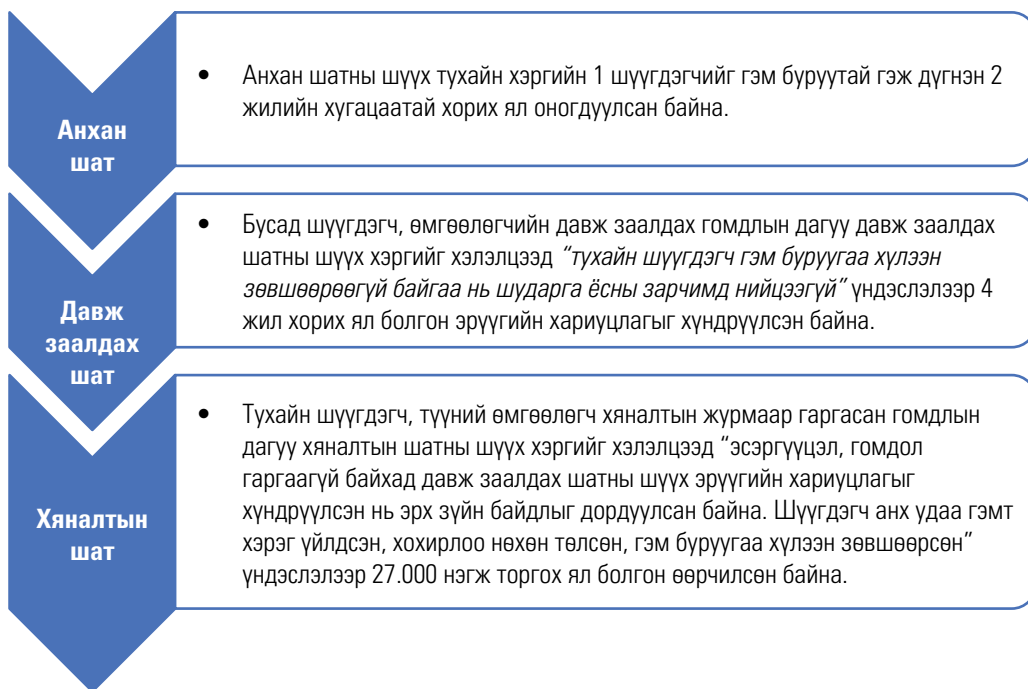 Анхан
шат
• Анхан шатны шүүх тухайн хэргийн 1 шүүгдэгчийг гэм буруутай гэж дүгнэн 2
жилийн хугацаатай хорих ял оногдуулсан байна.
Давж
заалдах
шат
• Бусад шүүгдэгч, өмгөөлөгчийн давж заалдах гомдлын дагуу давж заалдах
шатны шүүх хэргийг хэлэлцээд “тухайн шүүгдэгч гэм буруугаа хүлээн
зөвшөөрөөгүй байгаа нь шударга ёсны зарчимд нийцээгүй” үндэслэлээр 4
жил хорих ял болгон эрүүгийн хариуцлагыг хүндрүүлсэн байна.
Хяналтын
шат
• Тухайн шүүгдэгч, түүний өмгөөлөгч хяналтын журмаар гаргасан гомдлын
дагуу хяналтын шатны шүүх хэргийг хэлэлцээд “эсэргүүцэл, гомдол
гаргаагүй байхад давж заалдах шатны шүүх эрүүгийн хариуцлагыг
хүндрүүлсэн нь эрх зүйн байдлыг дордуулсан байна. Шүүгдэгч анх удаа гэмт
хэрэг үйлдсэн, хохирлоо нөхөн төлсөн, гэм буруугаа хүлээн зөвшөөрсөн”
үндэслэлээр 27.000 нэгж торгох ял болгон өөрчилсөн байна.